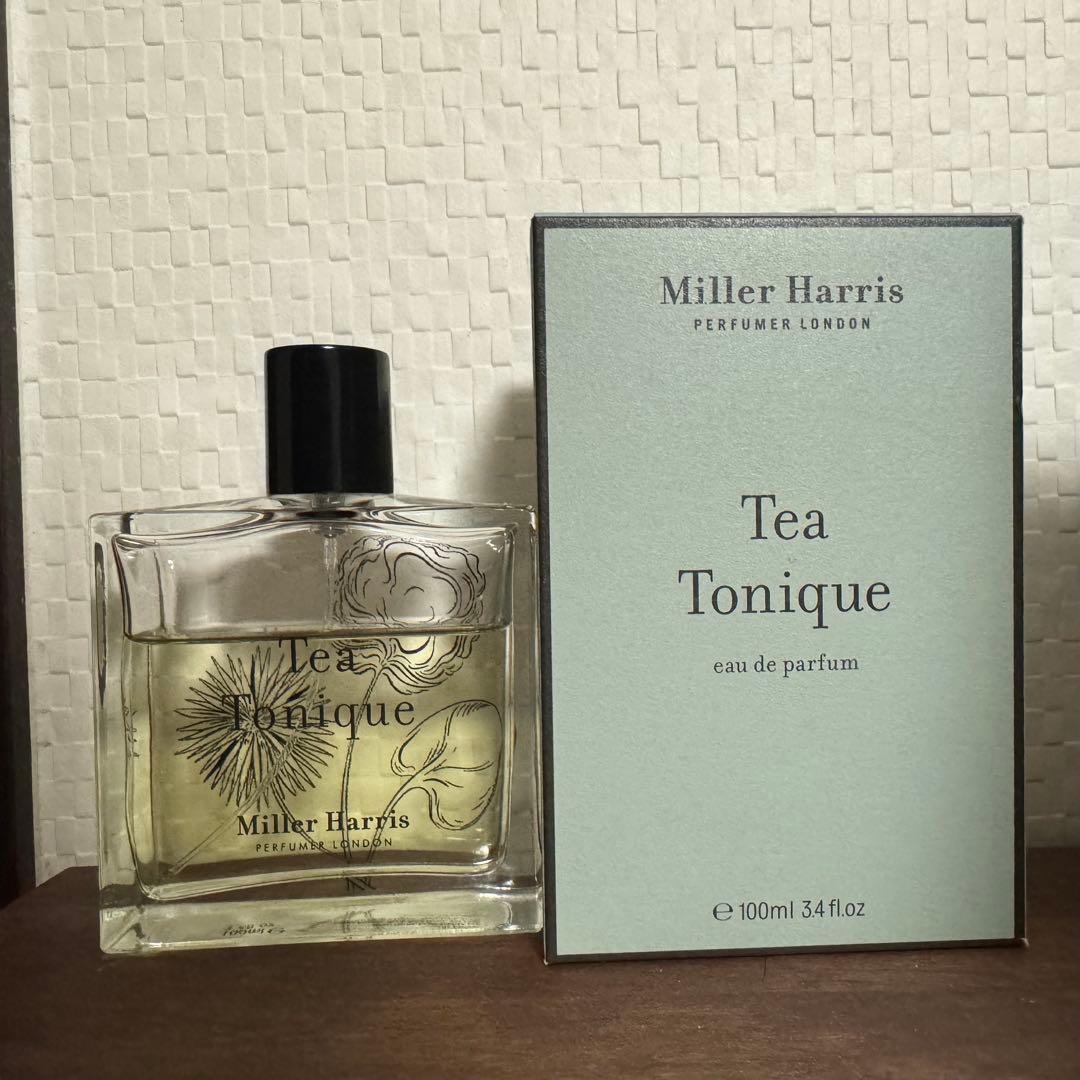 Tea
Tonique
Miller Harris
PERFUMER LONDON
Miller Harris
PERFUMER LONDON
Tea
Tonique
eau de parfum
℮ 100ml 3.4 fl.oz